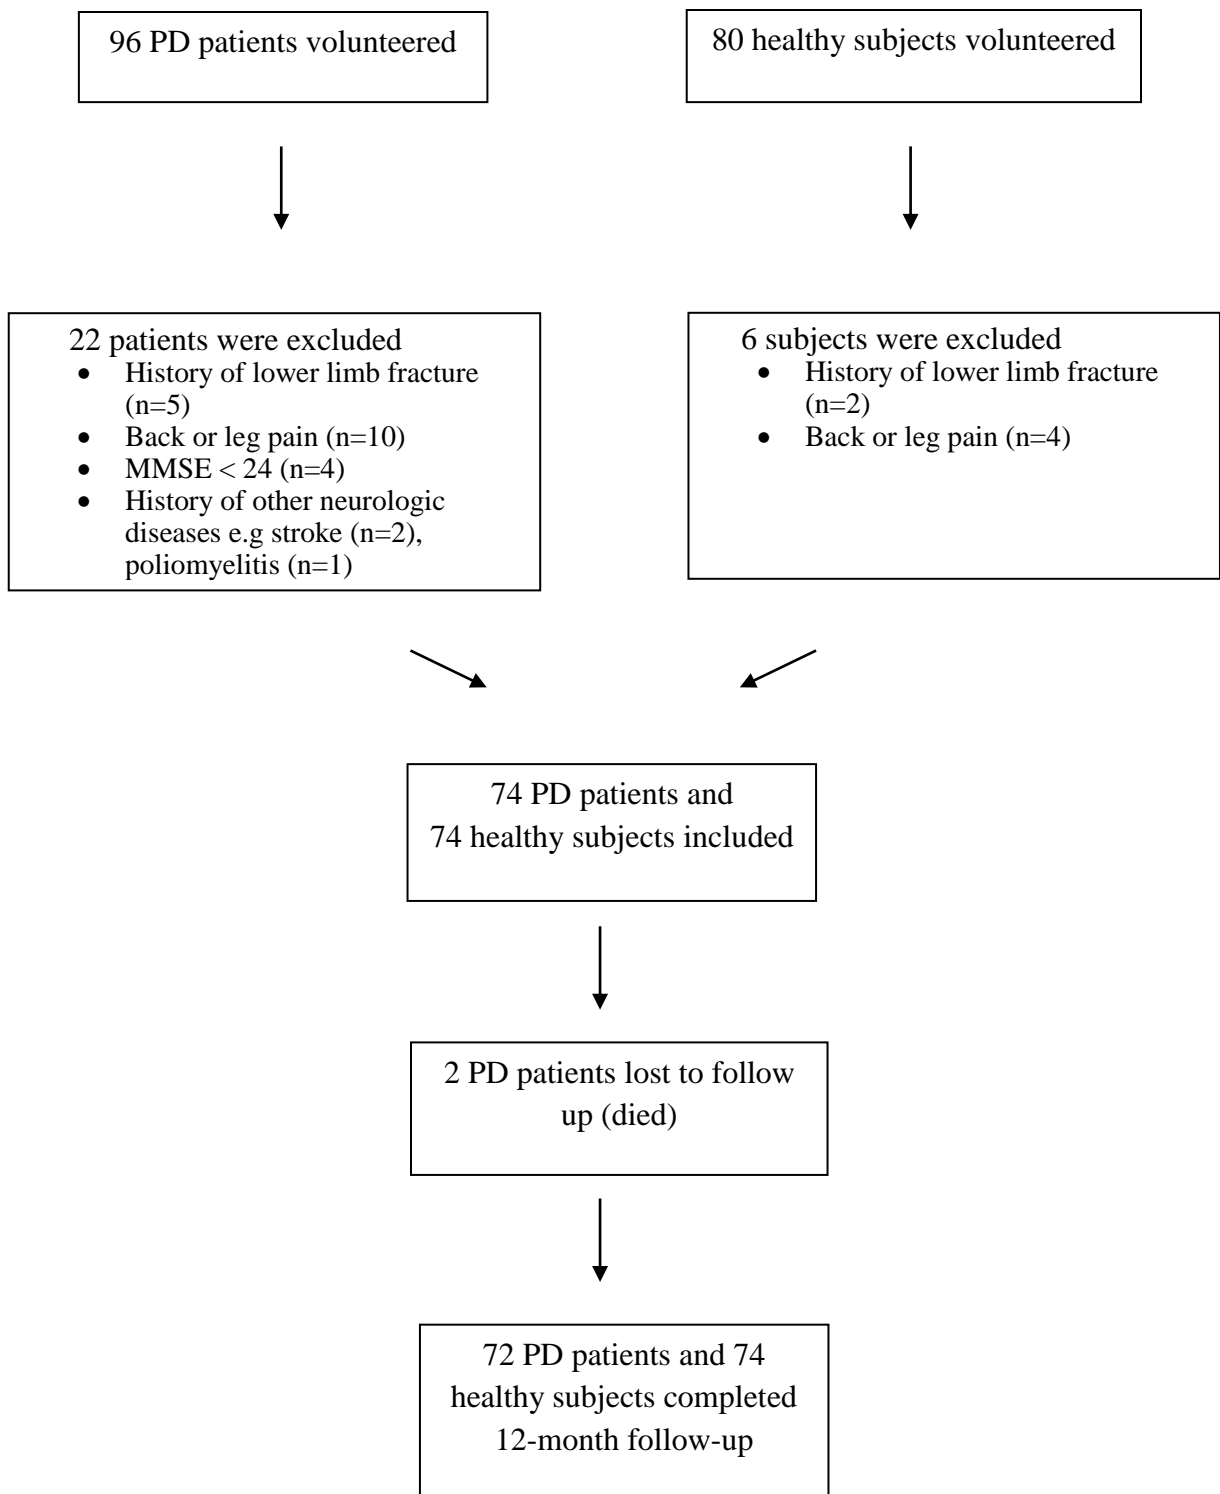 96 PD patients volunteered
80 healthy subjects volunteered
22 patients were excluded
• History of lower limb fracture
(n=5)
• Back or leg pain (n=10)
• MMSE < 24 (n=4)
• History of other neurologic
diseases e.g stroke (n=2),
poliomyelitis (n=1)
6 subjects were excluded
• History of lower limb fracture
(n=2)
• Back or leg pain (n=4)
74 PD patients and
74 healthy subjects included
2 PD patients lost to follow
up (died)
72 PD patients and 74
healthy subjects completed
12-month follow-up